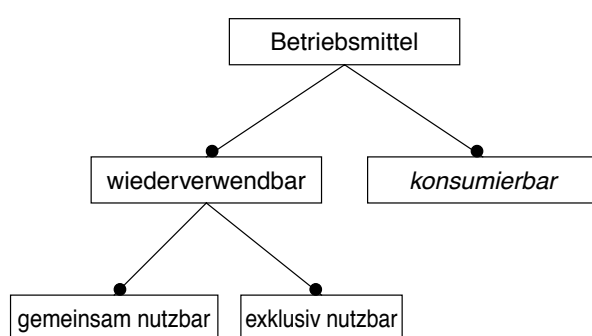 Betriebsmittel
wiederverwendbar
konsumierbar
gemeinsam nutzbar
exklusiv nutzbar